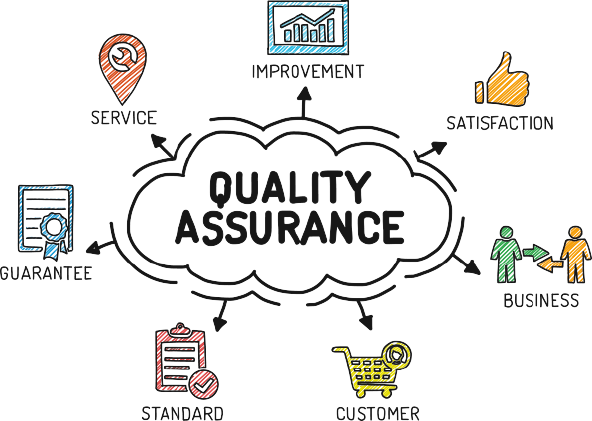 IMPROVEMENT
SERVICE
SATISFACTION
QUALITY
ASSURANCE
GUARANTEE
BUSINESS
STANDARD
CUSTOMER